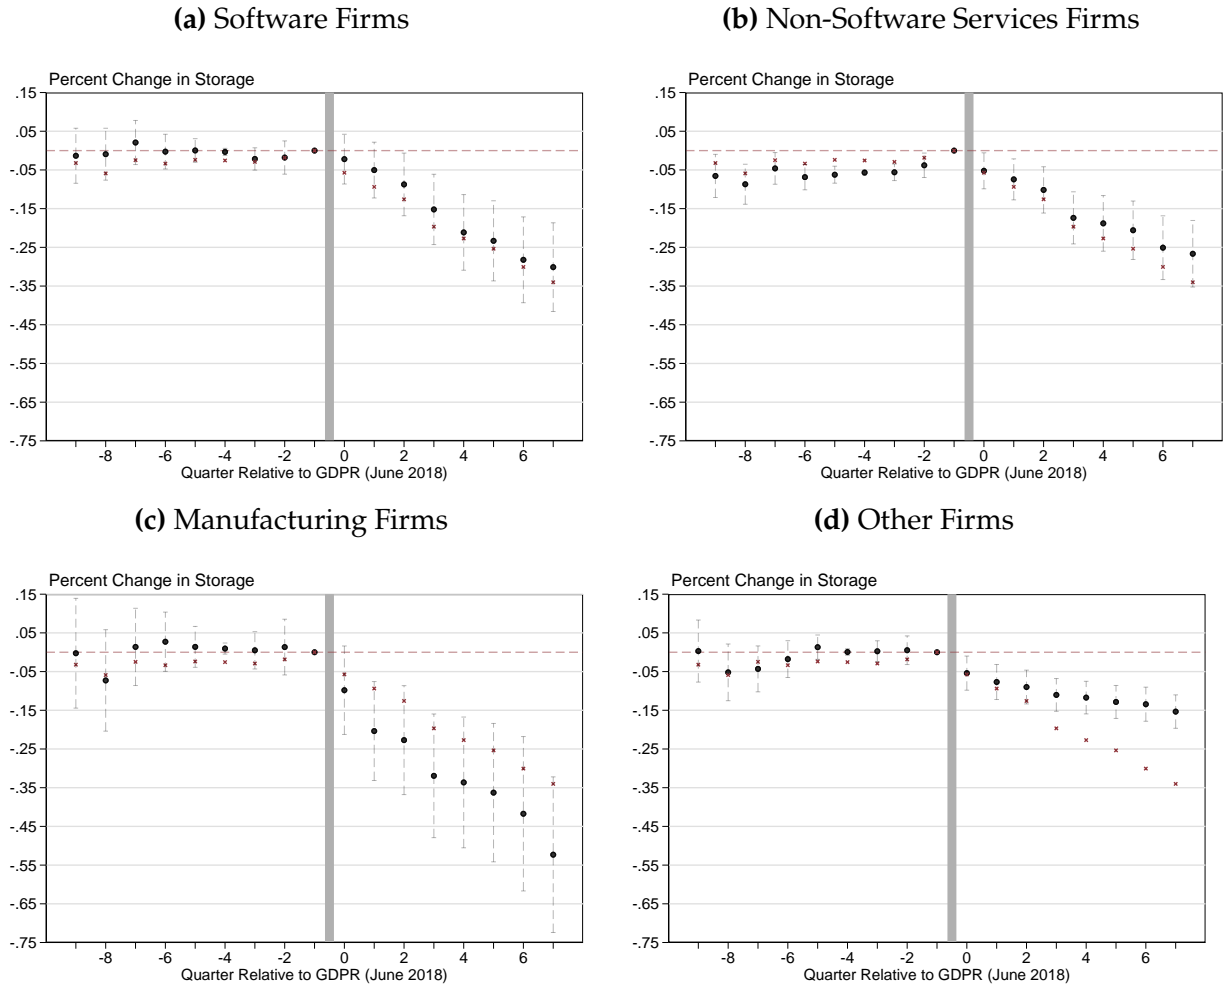 (a) Software Firms
Percent Change in Storage
.15
.05
-.05
-.15
-.25
-.35
-.45
-.55
-.65
-.75
-8 -6 -4 -2 0 2 4 6
Quarter Relative to GDPR (June 2018)
(b) Non-Software Services Firms
Percent Change in Storage
.15
.05
-.05
-.15
-.25
-.35
-.45
-.55
-.65
-.75
-8 -6 -4 -2 0 2 4 6
Quarter Relative to GDPR (June 2018)
(c) Manufacturing Firms
Percent Change in Storage
.15
.05
-.05
-.15
-.25
-.35
-.45
-.55
-.65
-.75
-8 -6 -4 -2 0 2 4 6
Quarter Relative to GDPR (June 2018)
(d) Other Firms
Percent Change in Storage
.15
.05
-.05
-.15
-.25
-.35
-.45
-.55
-.65
-.75
-8 -6 -4 -2 0 2 4 6
Quarter Relative to GDPR (June 2018)